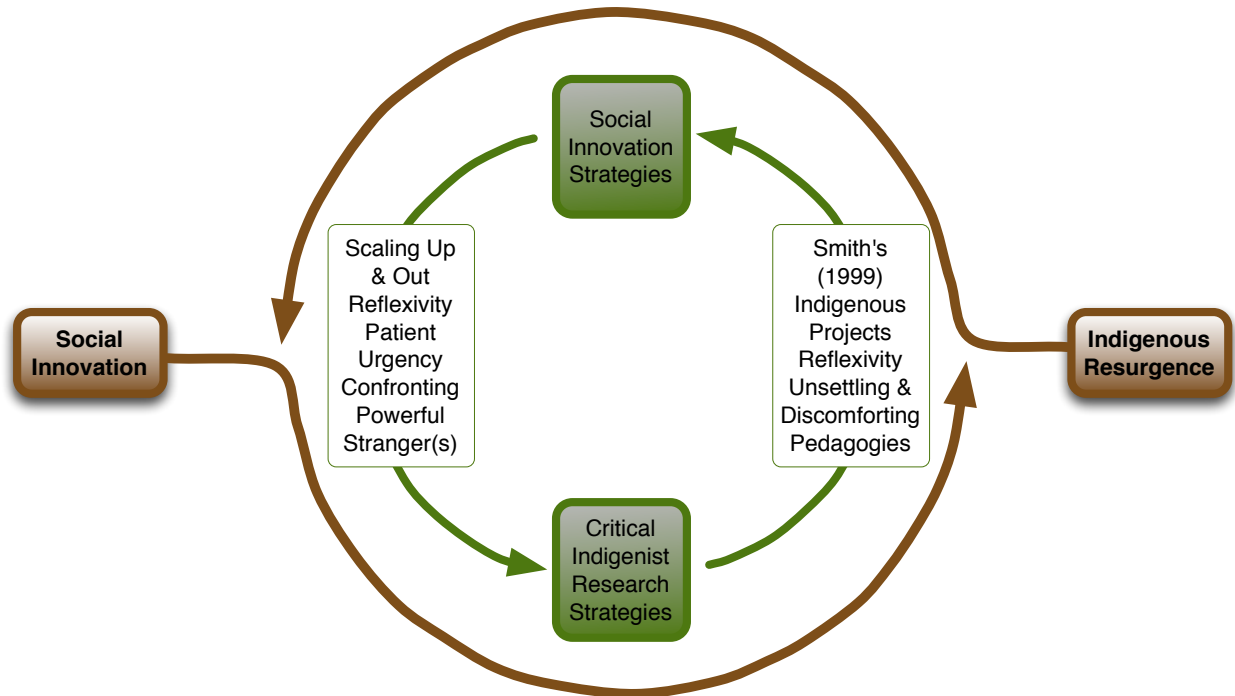 Social
Innovation
Strategies
Scaling Up
& Out
Reflexivity
Patient
Urgency
Confronting
Powerful
Stranger(s)
Smith's
(1999)
Indigenous
Projects
Reflexivity
Unsettling &
Discomforting
Pedagogies
Social
Innovation
Indigenous
Resurgence
Critical
Indigenist
Research
Strategies